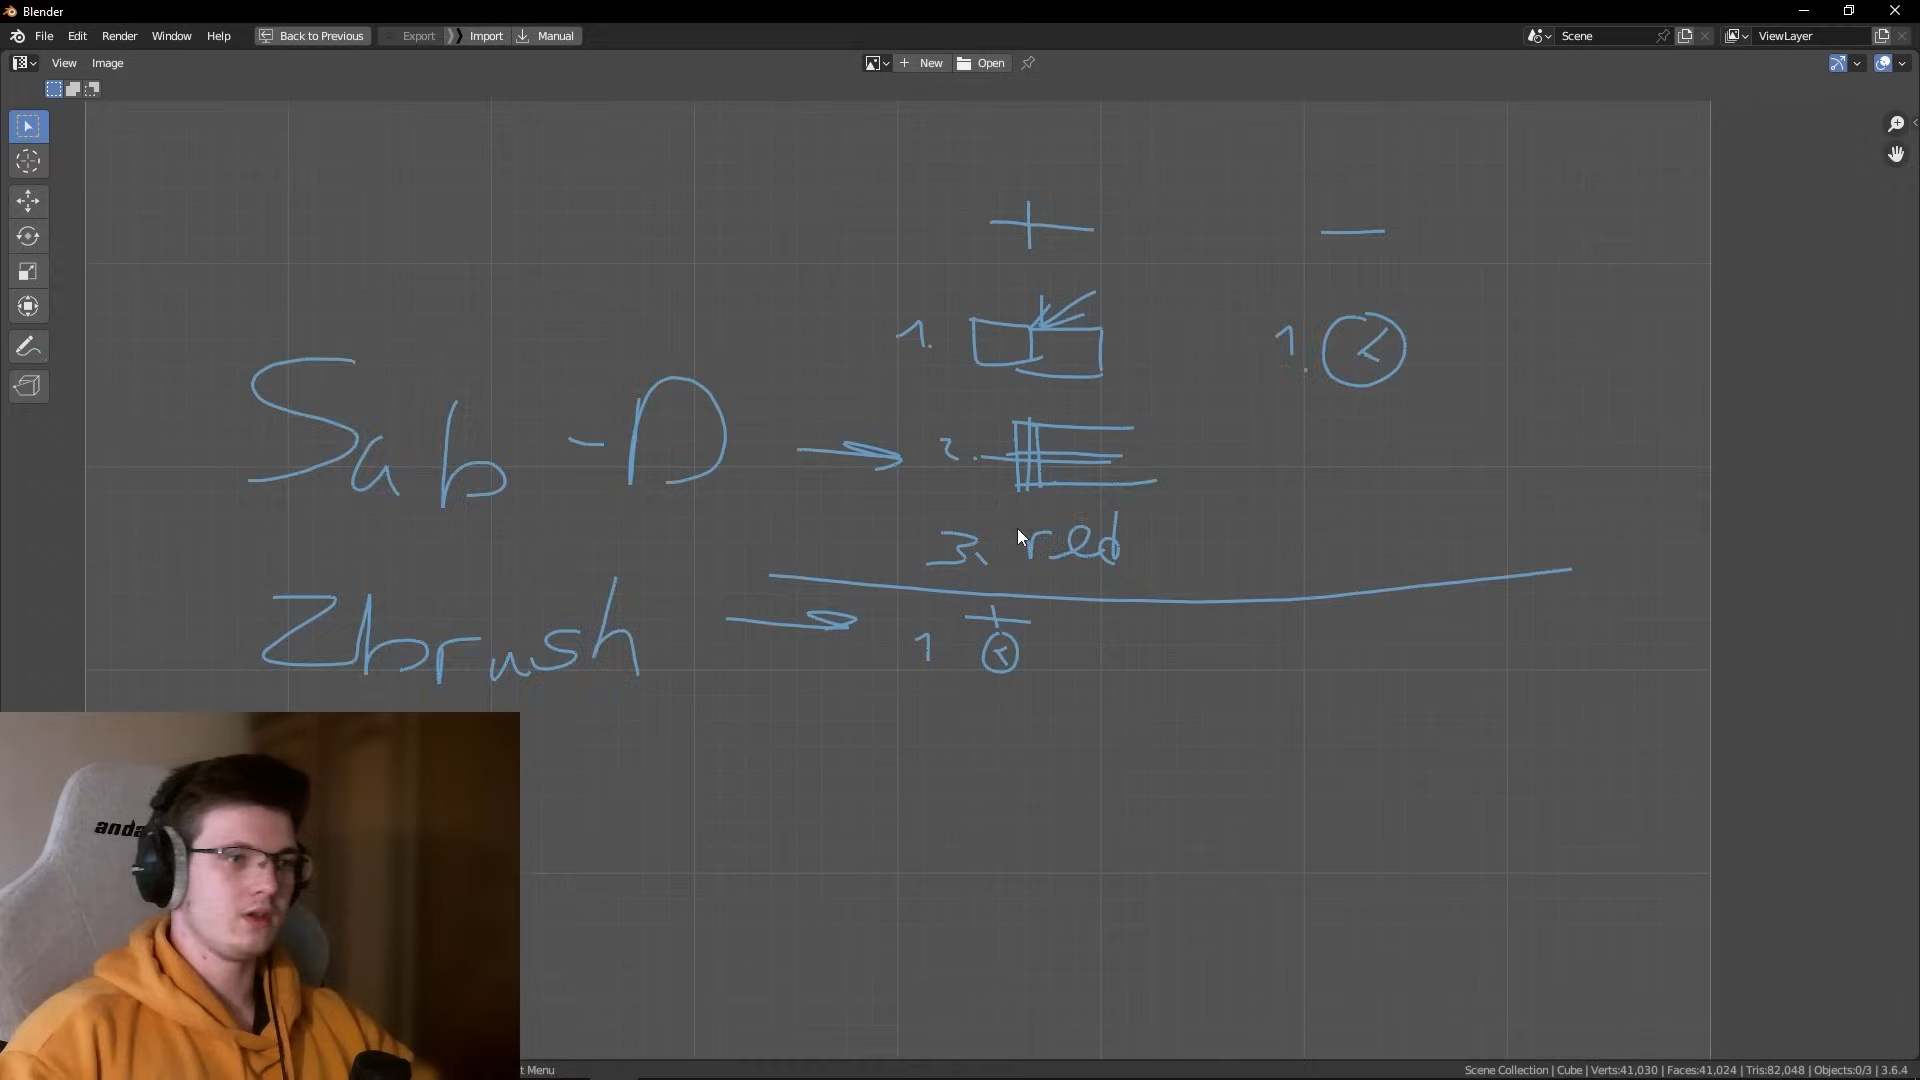 Blender
File Edit Render Window Help Back to Previous Export Import Manual Scene ViewLayer
View Image New Open
+ −
1. 1.
Sab-D 2.
3. red
Zbrush 1 +
anda
t Menu
Scene Collection | Cube | Verts:41,030 | Faces:41,024 | Tris:82,048 | Objects:0/3 | 3.6.4